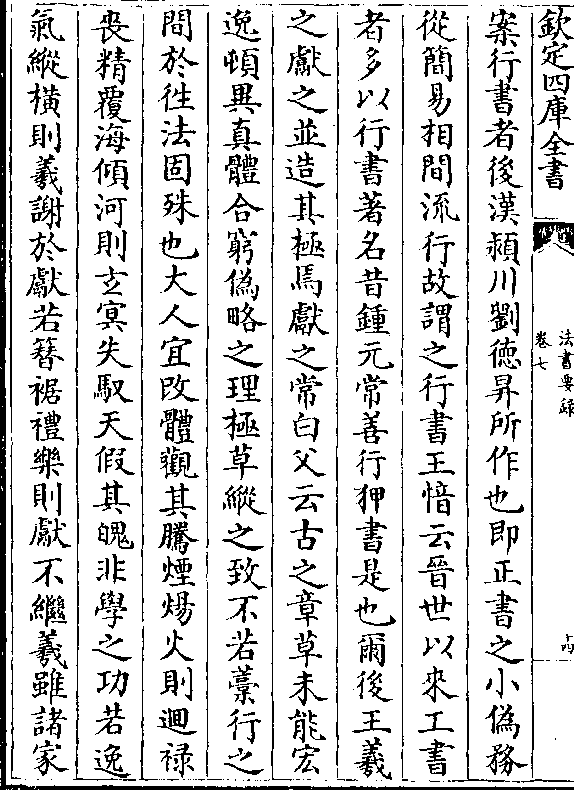 欽定四庫全書
法書要録
卷七
十四
案行書者後漢潁川劉徳昇所作也即正書之小偽務
從簡易相間流行故謂之行書王愔云晉世以來工書
者多以行書著名昔鍾元常善行狎書是也爾後王羲
之獻之並造其極焉獻之常白父云古之章草未能宏
逸頓異真體合窮偽略之理極草縱之致不若藁行之
間於徃法固殊也大人宜改體觀其騰煙煬火則迴禄
丧精覆海傾河則𤣥冥失馭天假其魄非學之功若逸
氣縱横則羲謝於獻若簪裾禮樂則獻不繼羲雖諸家